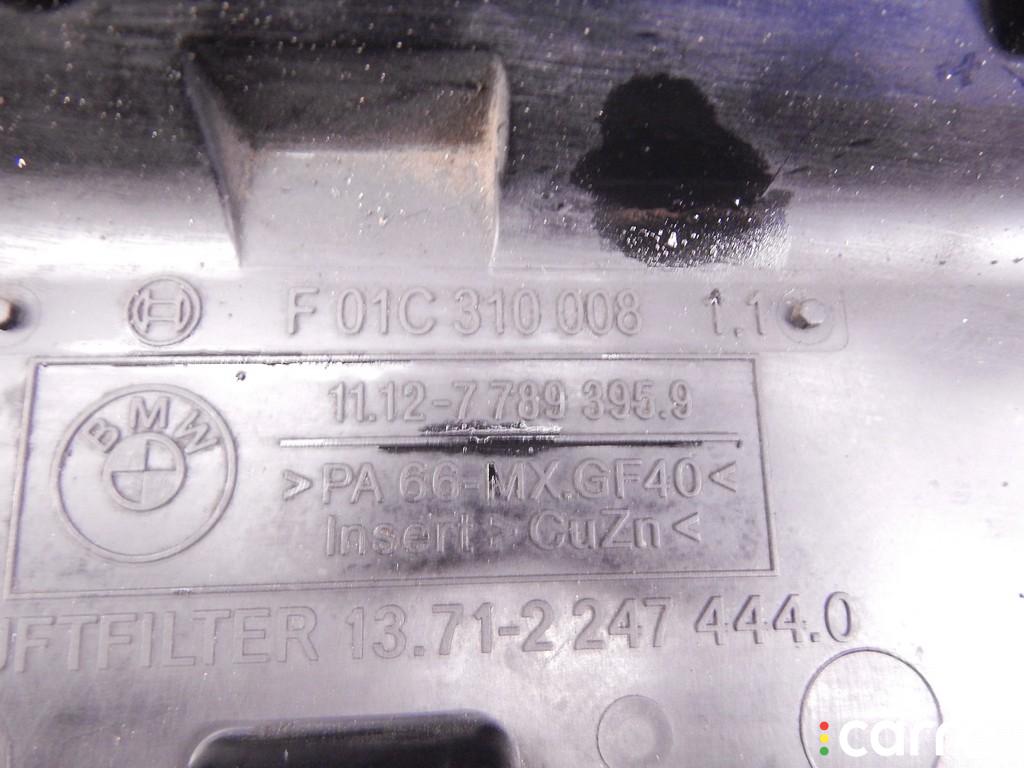 F 01C 310 008 1.1
BMW
11.12-7 789 395.9
>PA 66-MX.GF40<
Insert > CuZn <
UFTFILTER 13.71-2 247 444.0